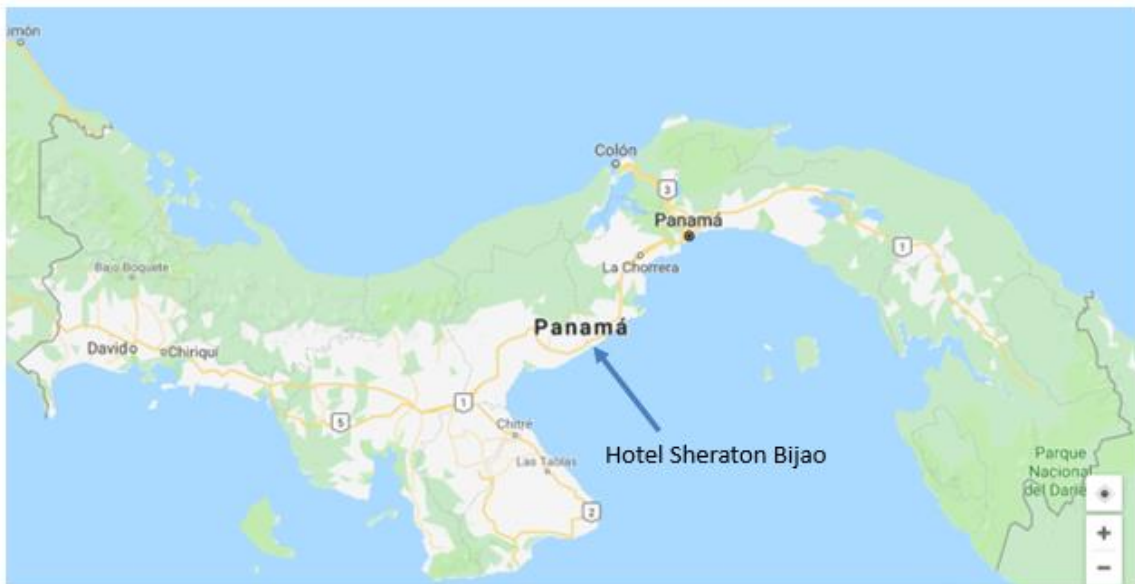 imón
Colón
3
Panamá
1
La Chorrera
Bajo Boquete
Panamá
David
Chiriquí
1
5
Chitré
Hotel Sheraton Bijao
Las Tablas
Parque
Nacional
del Darié
2
+
−